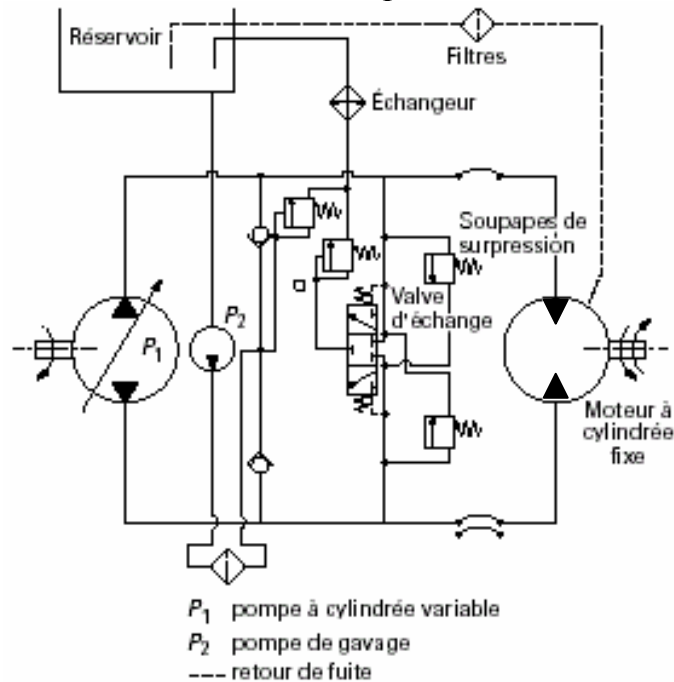 Réservoir
Filtres
Échangeur
Soupapes de
surpression
P2
Valve
d'échange
P1
Moteur à
cylindrée
fixe
P1 pompe à cylindrée variable
P2 pompe de gavage
--- retour de fuite